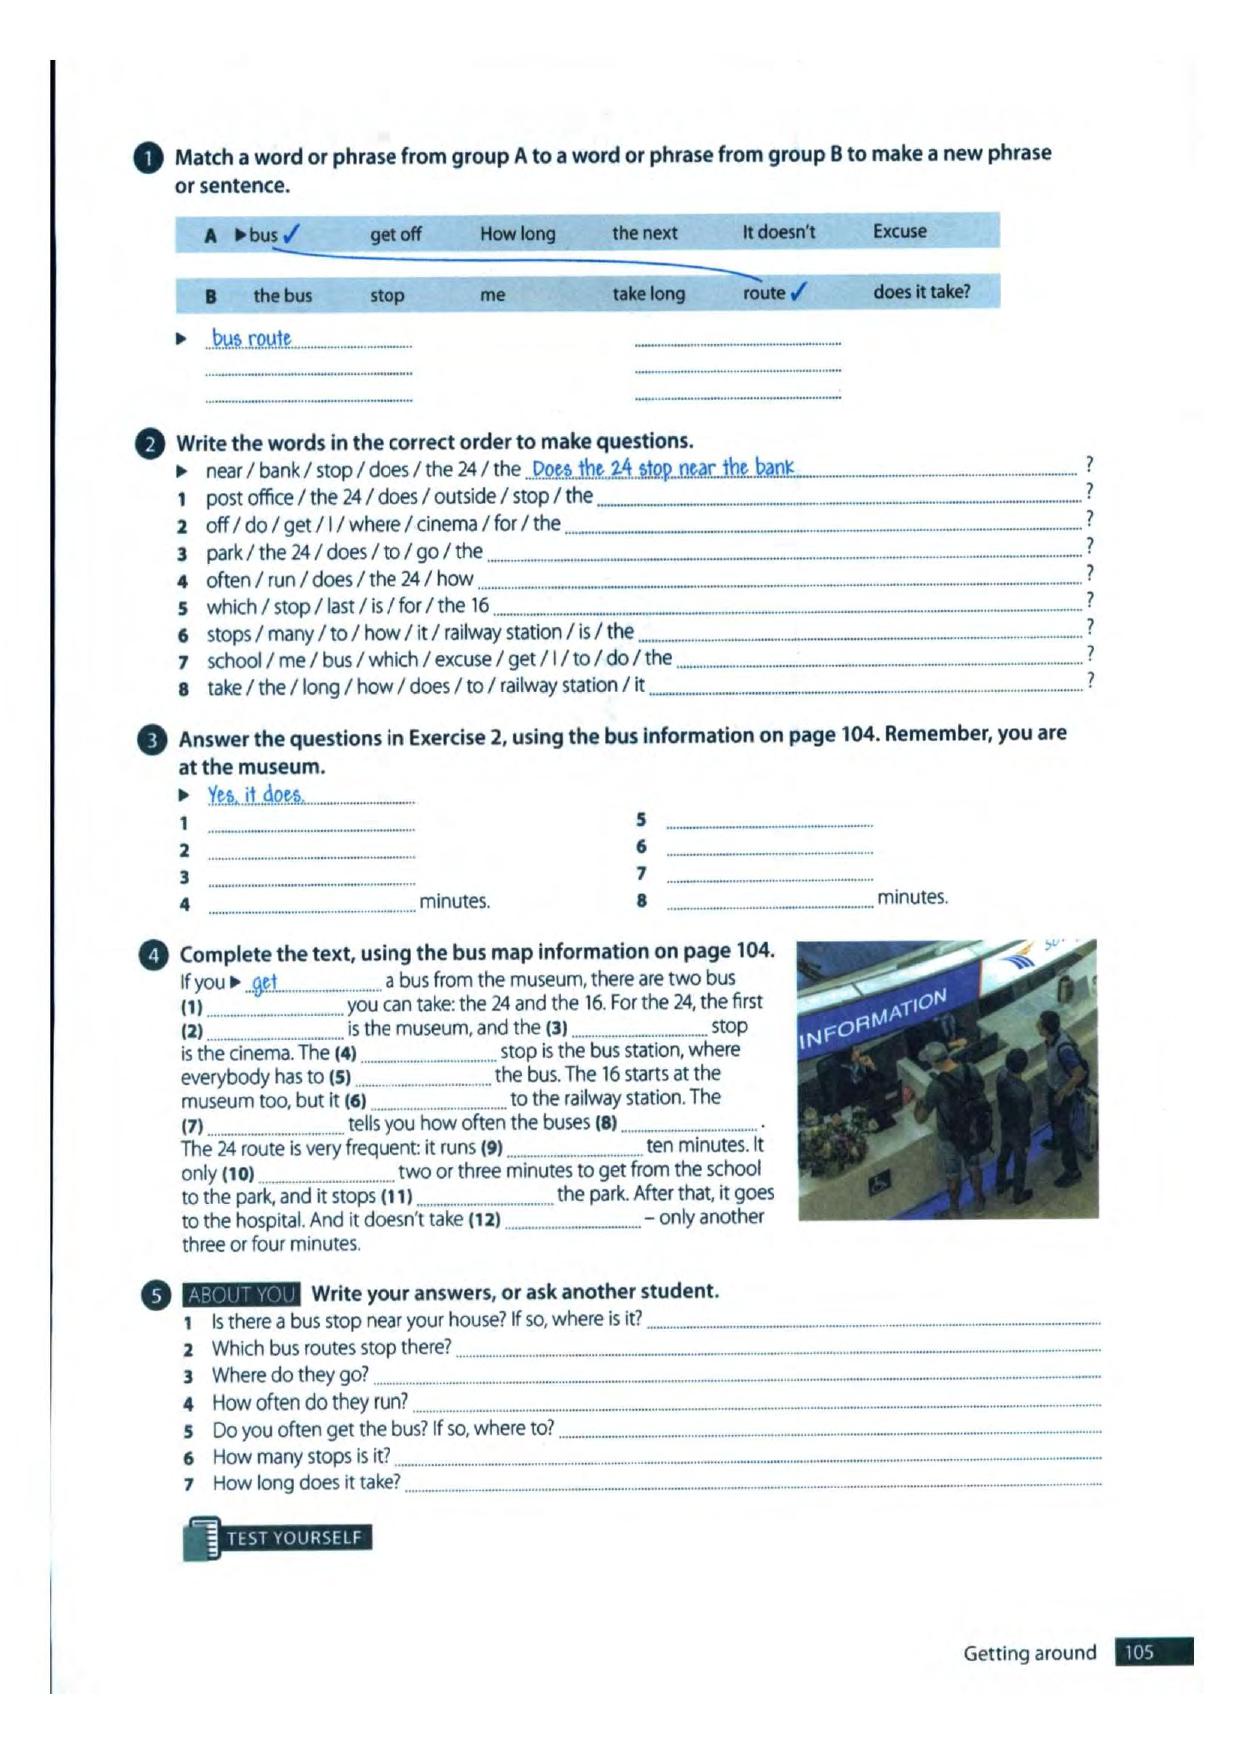 1 Match a word or phrase from group A to a word or phrase from group B to make a new phrase
or sentence.
A ▶ bus ✓ get off How long the next It doesn't Excuse
B the bus stop me take long route ✓ does it take?
▶ bus route
2 Write the words in the correct order to make questions.
▶ near / bank / stop / does / the 24 / the Does the 24 stop near the bank ?
1 post office / the 24 / does / outside / stop / the ?
2 off / do / get / I / where / cinema / for / the ?
3 park / the 24 / does / to / go / the ?
4 often / run / does / the 24 / how ?
5 which / stop / last / is / for / the 16 ?
6 stops / many / to / how / it / railway station / is / the ?
7 school / me / bus / which / excuse / get / I / to / do / the ?
8 take / the / long / how / does / to / railway station / it ?
3 Answer the questions in Exercise 2, using the bus information on page 104. Remember, you are
at the museum.
▶ Yes, it does.
1
2
3
4 minutes.
5
6
7
8 minutes.
4 Complete the text, using the bus map information on page 104.
If you ▶ get a bus from the museum, there are two bus
(1) you can take: the 24 and the 16. For the 24, the first
(2) is the museum, and the (3) stop
is the cinema. The (4) stop is the bus station, where
everybody has to (5) the bus. The 16 starts at the
museum too, but it (6) to the railway station. The
(7) tells you how often the buses (8) .
The 24 route is very frequent: it runs (9) ten minutes. It
only (10) two or three minutes to get from the school
to the park, and it stops (11) the park. After that, it goes
to the hospital. And it doesn't take (12) – only another
three or four minutes.
INFORMATION
5 ABOUT YOU Write your answers, or ask another student.
1 Is there a bus stop near your house? If so, where is it?
2 Which bus routes stop there?
3 Where do they go?
4 How often do they run?
5 Do you often get the bus? If so, where to?
6 How many stops is it?
7 How long does it take?
TEST YOURSELF
Getting around 105